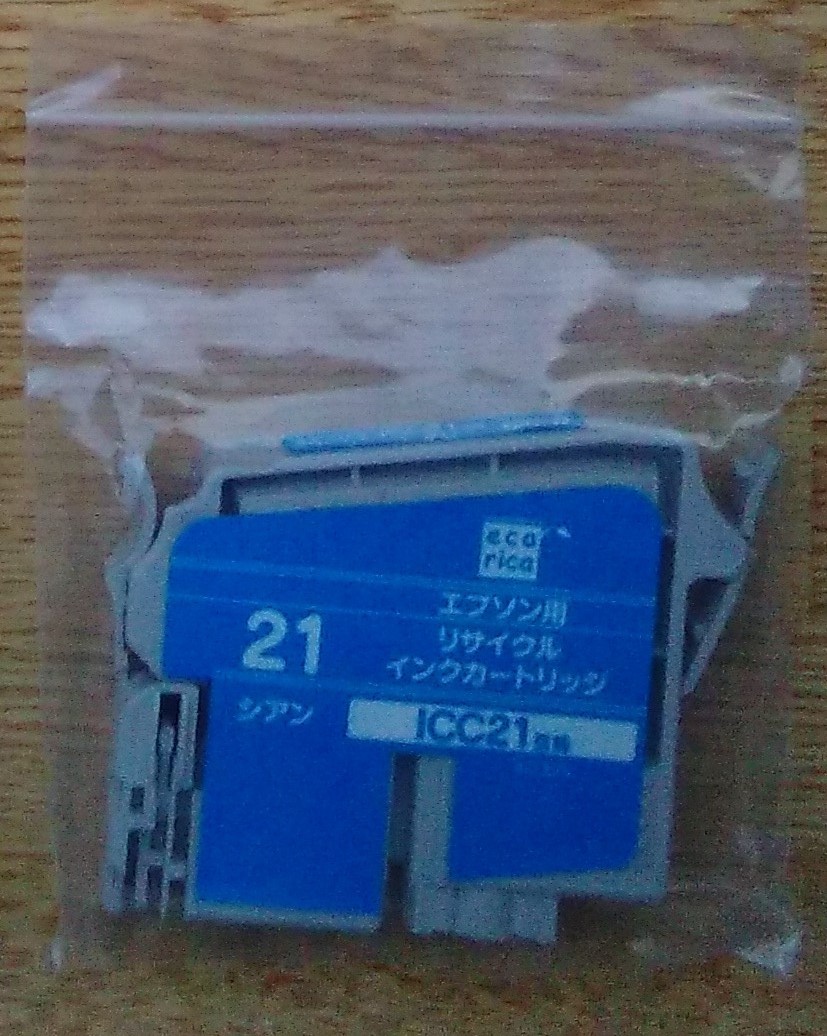 eco
rica
エプソン用
リサイクル
インクカートリッジ
21
シアン
ICC21